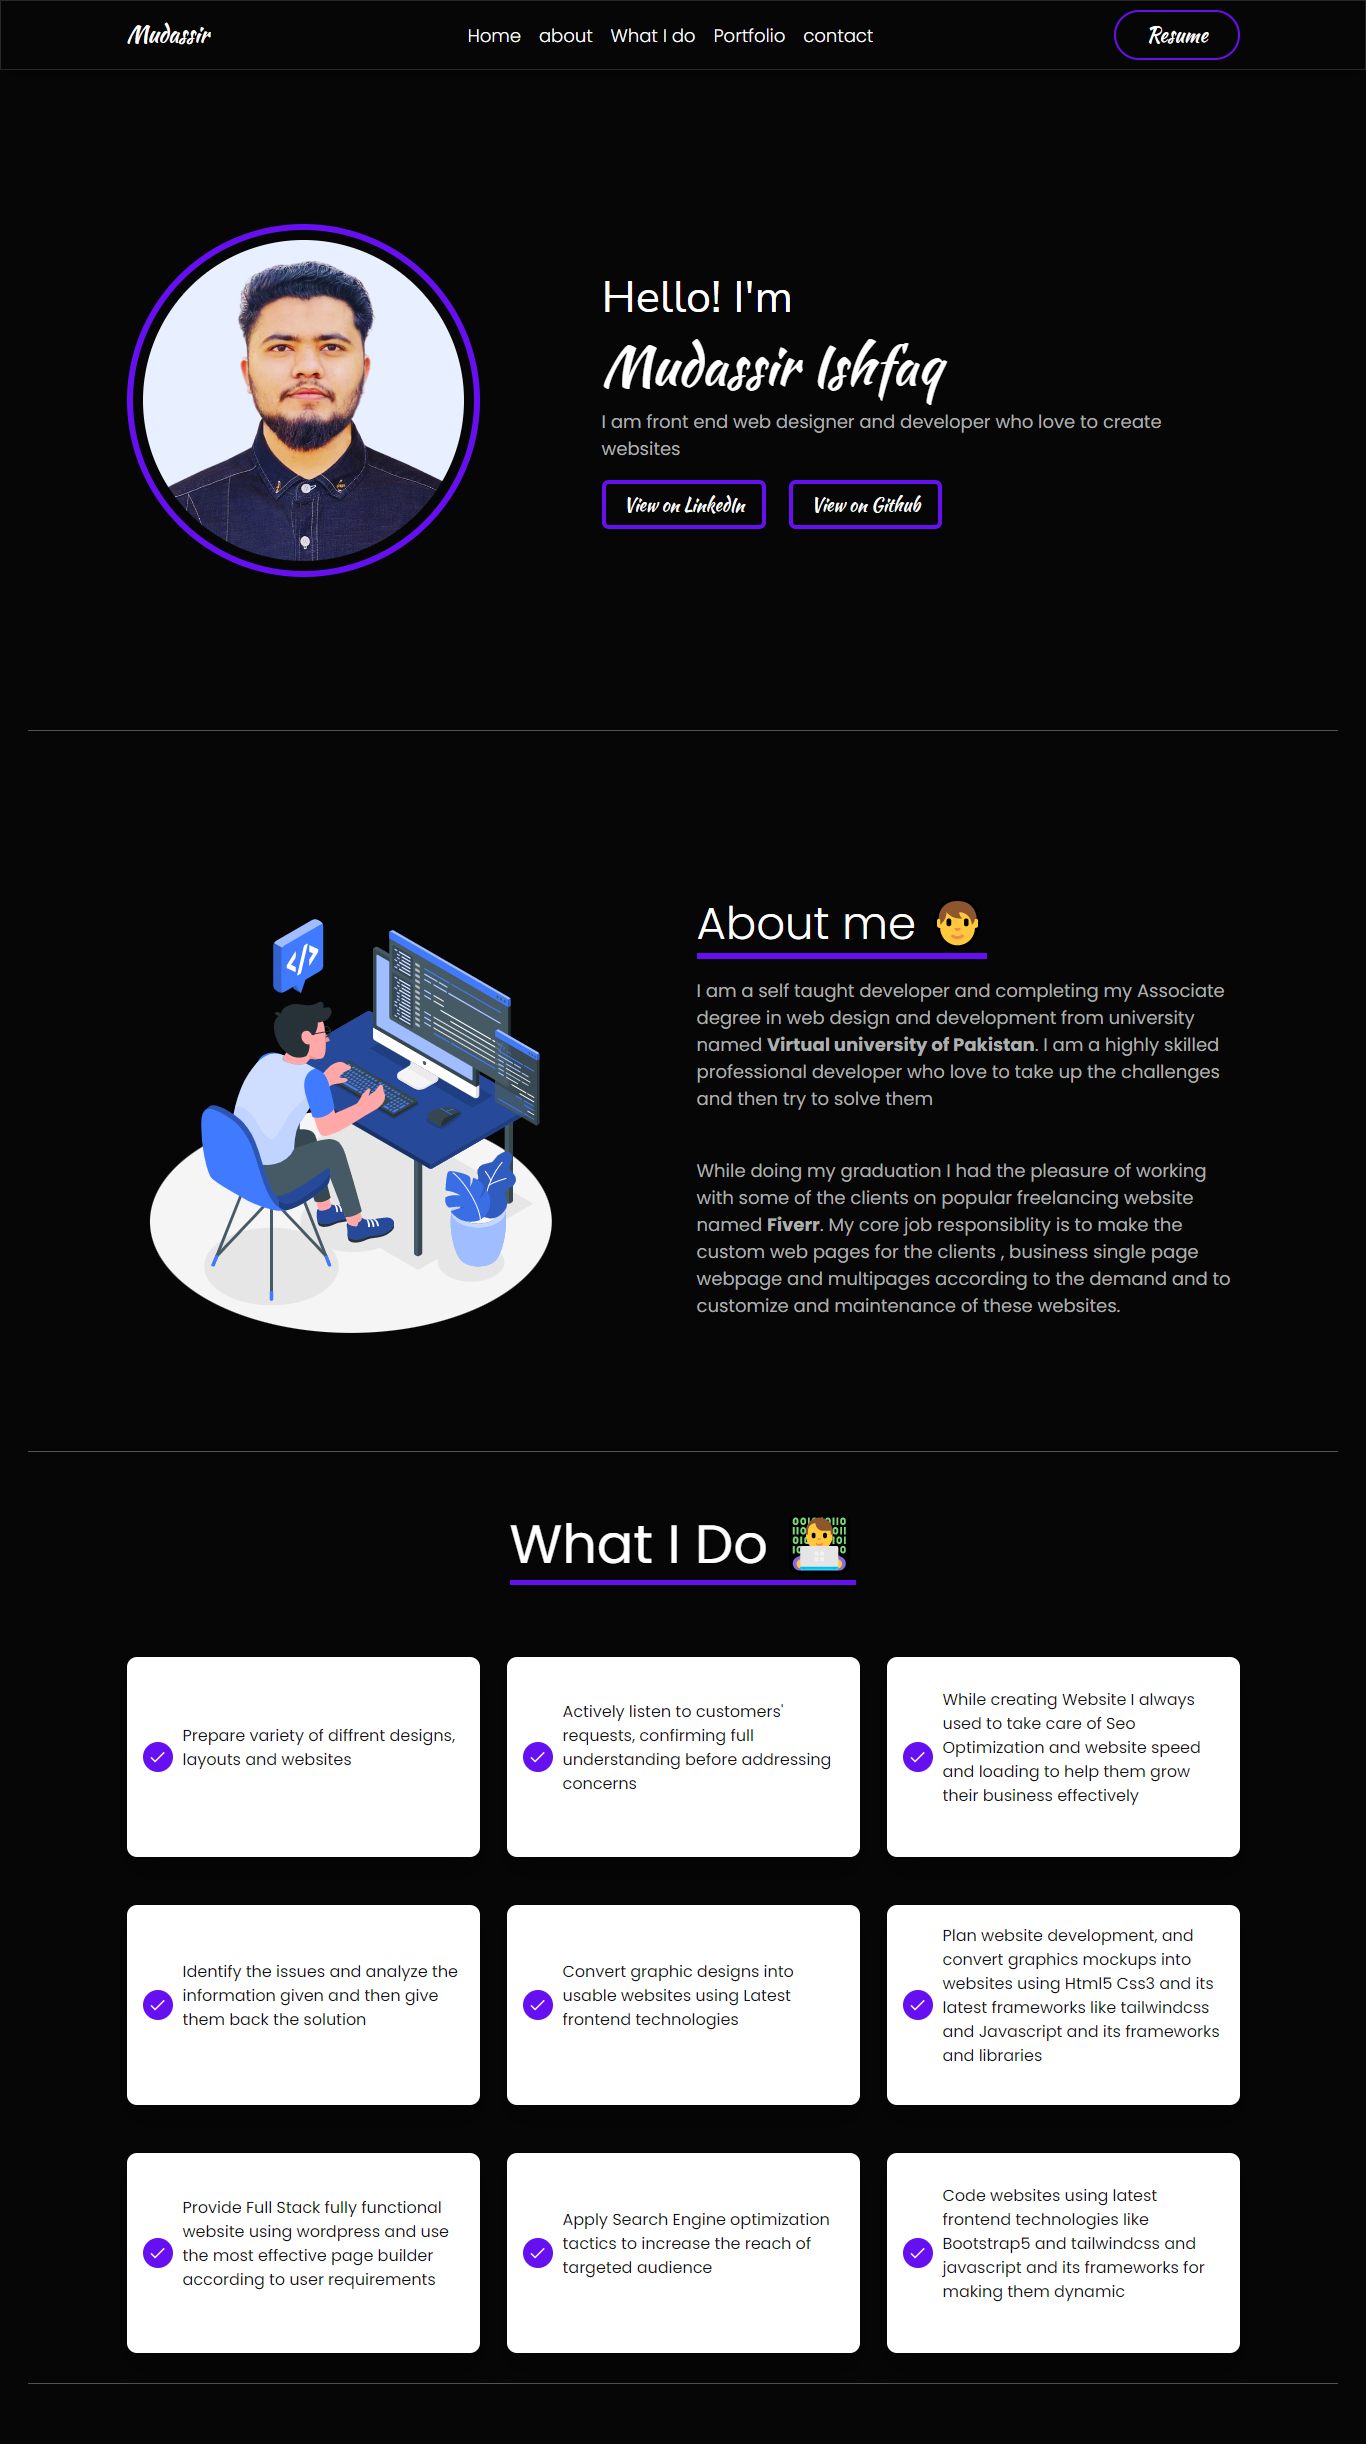 Mudassir
Home about What I do Portfolio contact
Resume
Hello! I'm
Mudassir Ishfaq
I am front end web designer and developer who love to create
websites
View on LinkedIn
View on Github
</>
About me
I am a self taught developer and completing my Associate
degree in web design and development from university
named Virtual university of Pakistan. I am a highly skilled
professional developer who love to take up the challenges
and then try to solve them
While doing my graduation I had the pleasure of working
with some of the clients on popular freelancing website
named Fiverr. My core job responsiblity is to make the
custom web pages for the clients , business single page
webpage and multipages according to the demand and to
customize and maintenance of these websites.
What I Do
Prepare variety of diffrent designs,
layouts and websites
Actively listen to customers'
requests, confirming full
understanding before addressing
concerns
While creating Website I always
used to take care of Seo
Optimization and website speed
and loading to help them grow
their business effectively
Identify the issues and analyze the
information given and then give
them back the solution
Convert graphic designs into
usable websites using Latest
frontend technologies
Plan website development, and
convert graphics mockups into
websites using Html5 Css3 and its
latest frameworks like tailwindcss
and Javascript and its frameworks
and libraries
Provide Full Stack fully functional
website using wordpress and use
the most effective page builder
according to user requirements
Apply Search Engine optimization
tactics to increase the reach of
targeted audience
Code websites using latest
frontend technologies like
Bootstrap5 and tailwindcss and
javascript and its frameworks for
making them dynamic